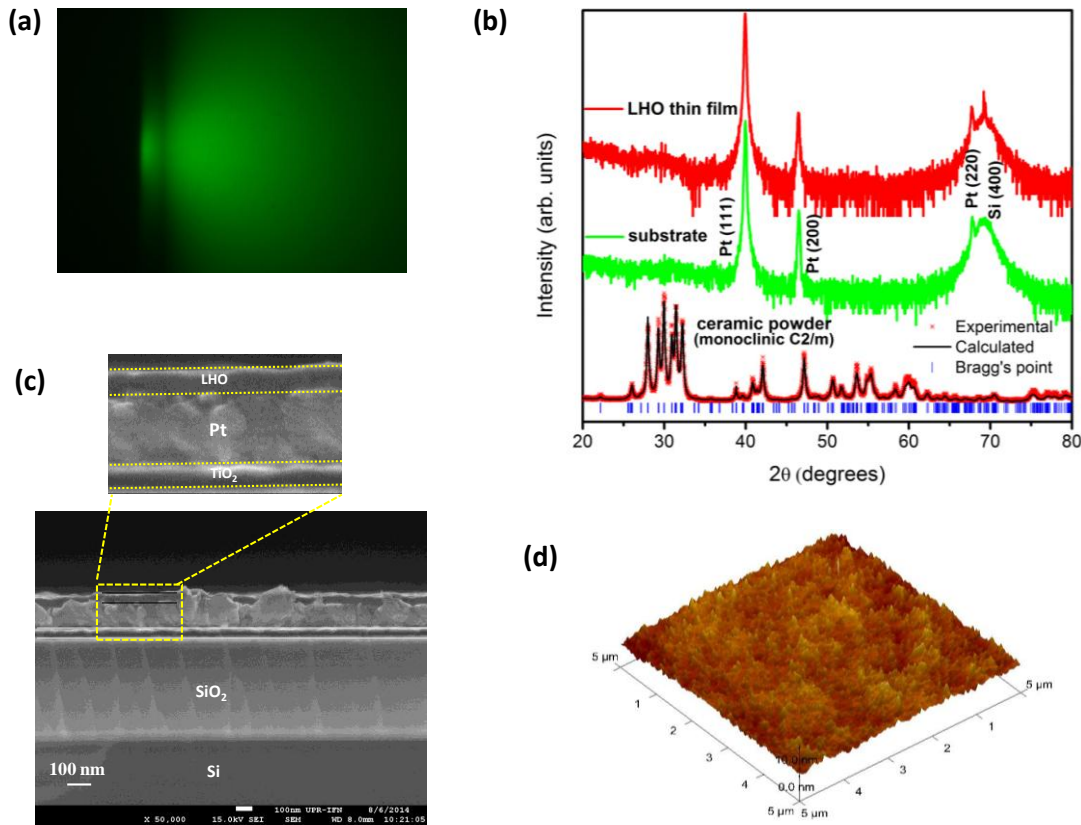 (a)
(b)
LHO thin film
substrate
Pt (111)
Pt (200)
Pt (220)
Si (400)
ceramic powder
(monoclinic C2/m)
Experimental
Calculated
Bragg's point
Intensity (arb. units)
20 30 40 50 60 70 80
2θ (degrees)
(c)
LHO
Pt
TiO2
SiO2
Si
100 nm
100nm UPR-IFN 8/6/2014
X 50,000 15.0kV SEI SEM WD 8.0mm 10:21:05
(d)
5 µm
1
2
3
4
5 µm
10.0 nm
0.0 nm
5 µm
4
3
2
1
5 µm